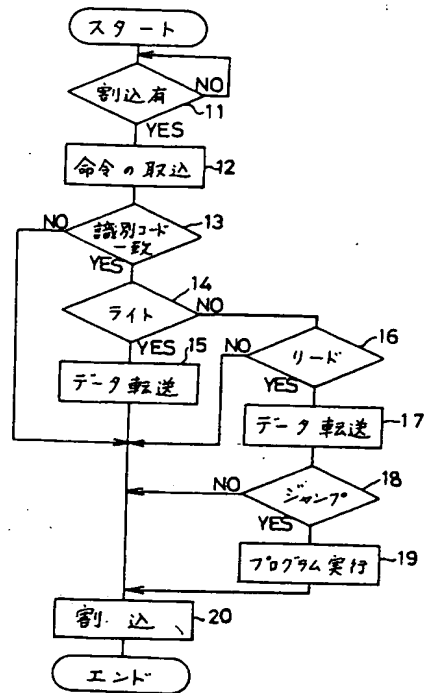 スタート
NO
割込有
11
YES
命令の取込
12
13
NO
識別コード
一致
YES
14
ライト
NO
16
YES
15
NO
リード
データ転送
YES
データ転送
17
NO
18
ジャンプ
YES
プログラム実行
19
割込
20
エンド